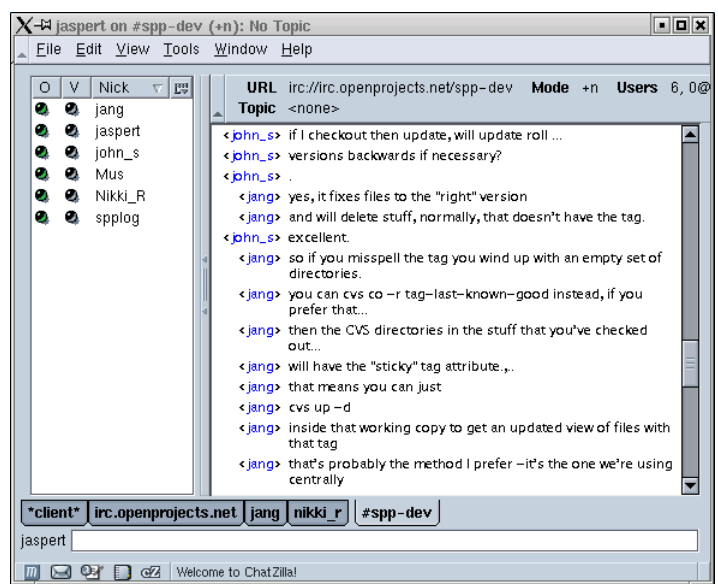 jaspert on #spp-dev (+n): No Topic
File Edit View Tools Window Help
O V Nick
jang
jaspert
john_s
Mus
Nikki_R
spplog
URL irc://irc.openprojects.net/spp-dev Mode +n Users 6, 0@
Topic <none>
<john_s> if I checkout then update, will update roll ...
<john_s> versions backwards if necessary?
<john_s> .
<jang> yes, it fixes files to the "right" version
<jang> and will delete stuff, normally, that doesn't have the tag.
<john_s> excellent.
<jang> so if you misspell the tag you wind up with an empty set of
directories.
<jang> you can cvs co -r tag-last-known-good instead, if you
prefer that...
<jang> then the CVS directories in the stuff that you've checked
out...
<jang> will have the "sticky" tag attribute.,..
<jang> that means you can just
<jang> cvs up -d
<jang> inside that working copy to get an updated view of files with
that tag
<jang> that's probably the method I prefer -it's the one we're using
centrally
*client* irc.openprojects.net jang nikki_r #spp-dev
jaspert
Welcome to ChatZilla!